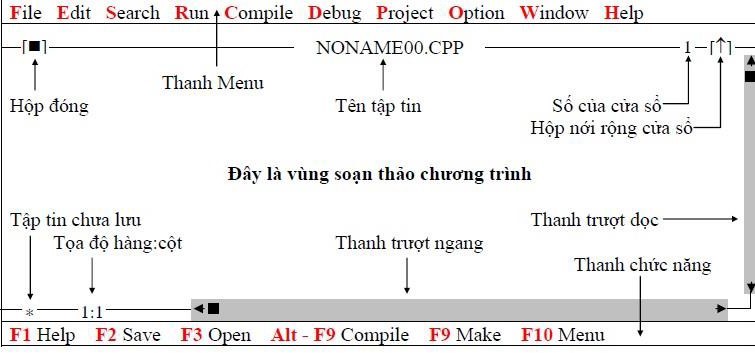 File Edit Search Run Compile Debug Project Option Window Help
NONAME00.CPP 1 [↑]
Thanh Menu
Hộp đóng Tên tập tin Số của cửa sổ
Hộp nới rộng cửa sổ
Đây là vùng soạn thảo chương trình
Tập tin chưa lưu Thanh trượt dọc
Tọa độ hàng:cột Thanh trượt ngang
Thanh chức năng
* 1:1
F1 Help F2 Save F3 Open Alt - F9 Compile F9 Make F10 Menu